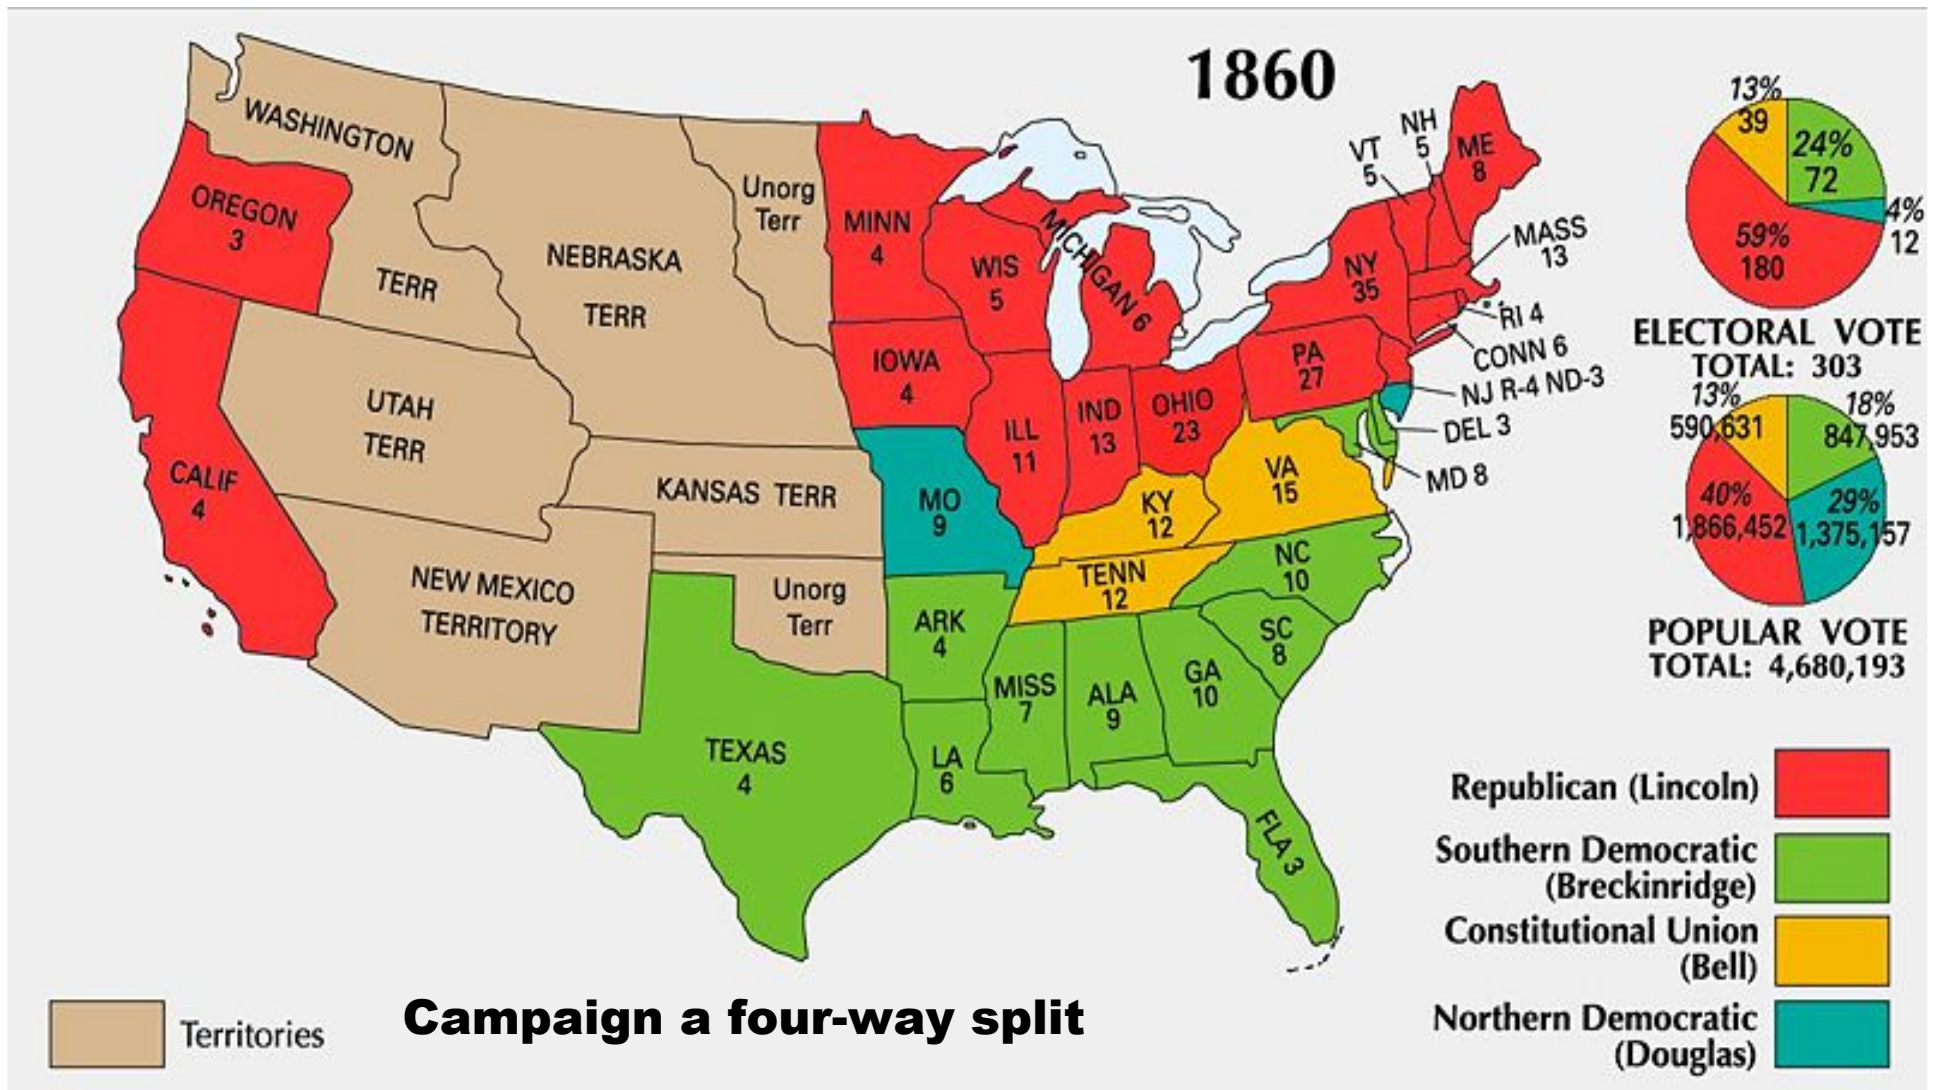 1860
WASHINGTON
TERR
OREGON
3
CALIF
4
NEBRASKA
TERR
Unorg
Terr
UTAH
TERR
KANSAS TERR
NEW MEXICO
TERRITORY
Unorg
Terr
MINN
4
WIS
5
MICHIGAN 6
IOWA
4
ILL
11
IND
13
OHIO
23
PA
27
NY
35
VT
5
NH
5
ME
8
MASS
13
RI 4
CONN 6
NJ R-4 ND-3
DEL 3
MD 8
MO
9
KY
12
VA
15
TENN
12
NC
10
SC
8
ARK
4
MISS
7
ALA
9
GA
10
TEXAS
4
LA
6
FLA 3
13%
39
24%
72
4%
12
59%
180
ELECTORAL VOTE
TOTAL: 303
13%
590,631
18%
847,953
40%
1,866,452
29%
1,375,157
POPULAR VOTE
TOTAL: 4,680,193
Republican (Lincoln)
Southern Democratic
(Breckinridge)
Constitutional Union
(Bell)
Northern Democratic
(Douglas)
Territories
Campaign a four-way split